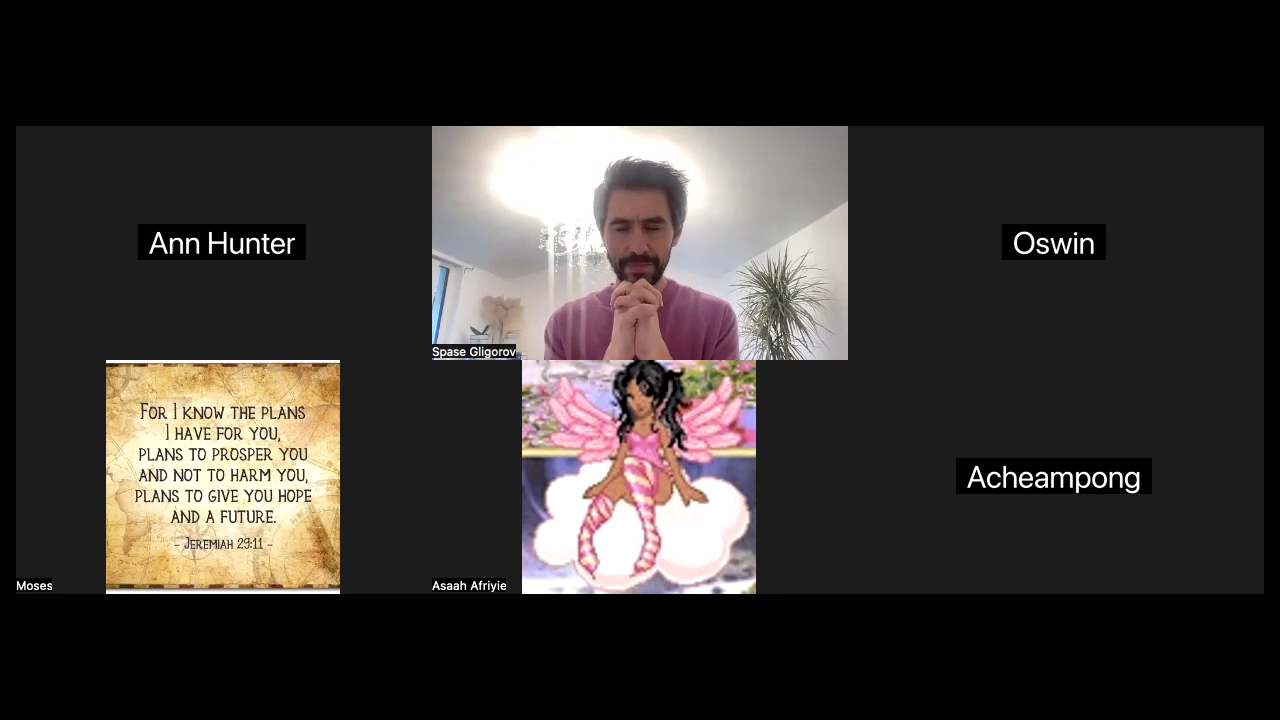 Ann Hunter
Spase Gligorov
Oswin
FOR I KNOW THE PLANS
I HAVE FOR YOU,
PLANS TO PROSPER YOU
AND NOT TO HARM YOU,
PLANS TO GIVE YOU HOPE
AND A FUTURE.
- JEREMIAH 29:11 -
Moses
Asaah Afriyie
Acheampong